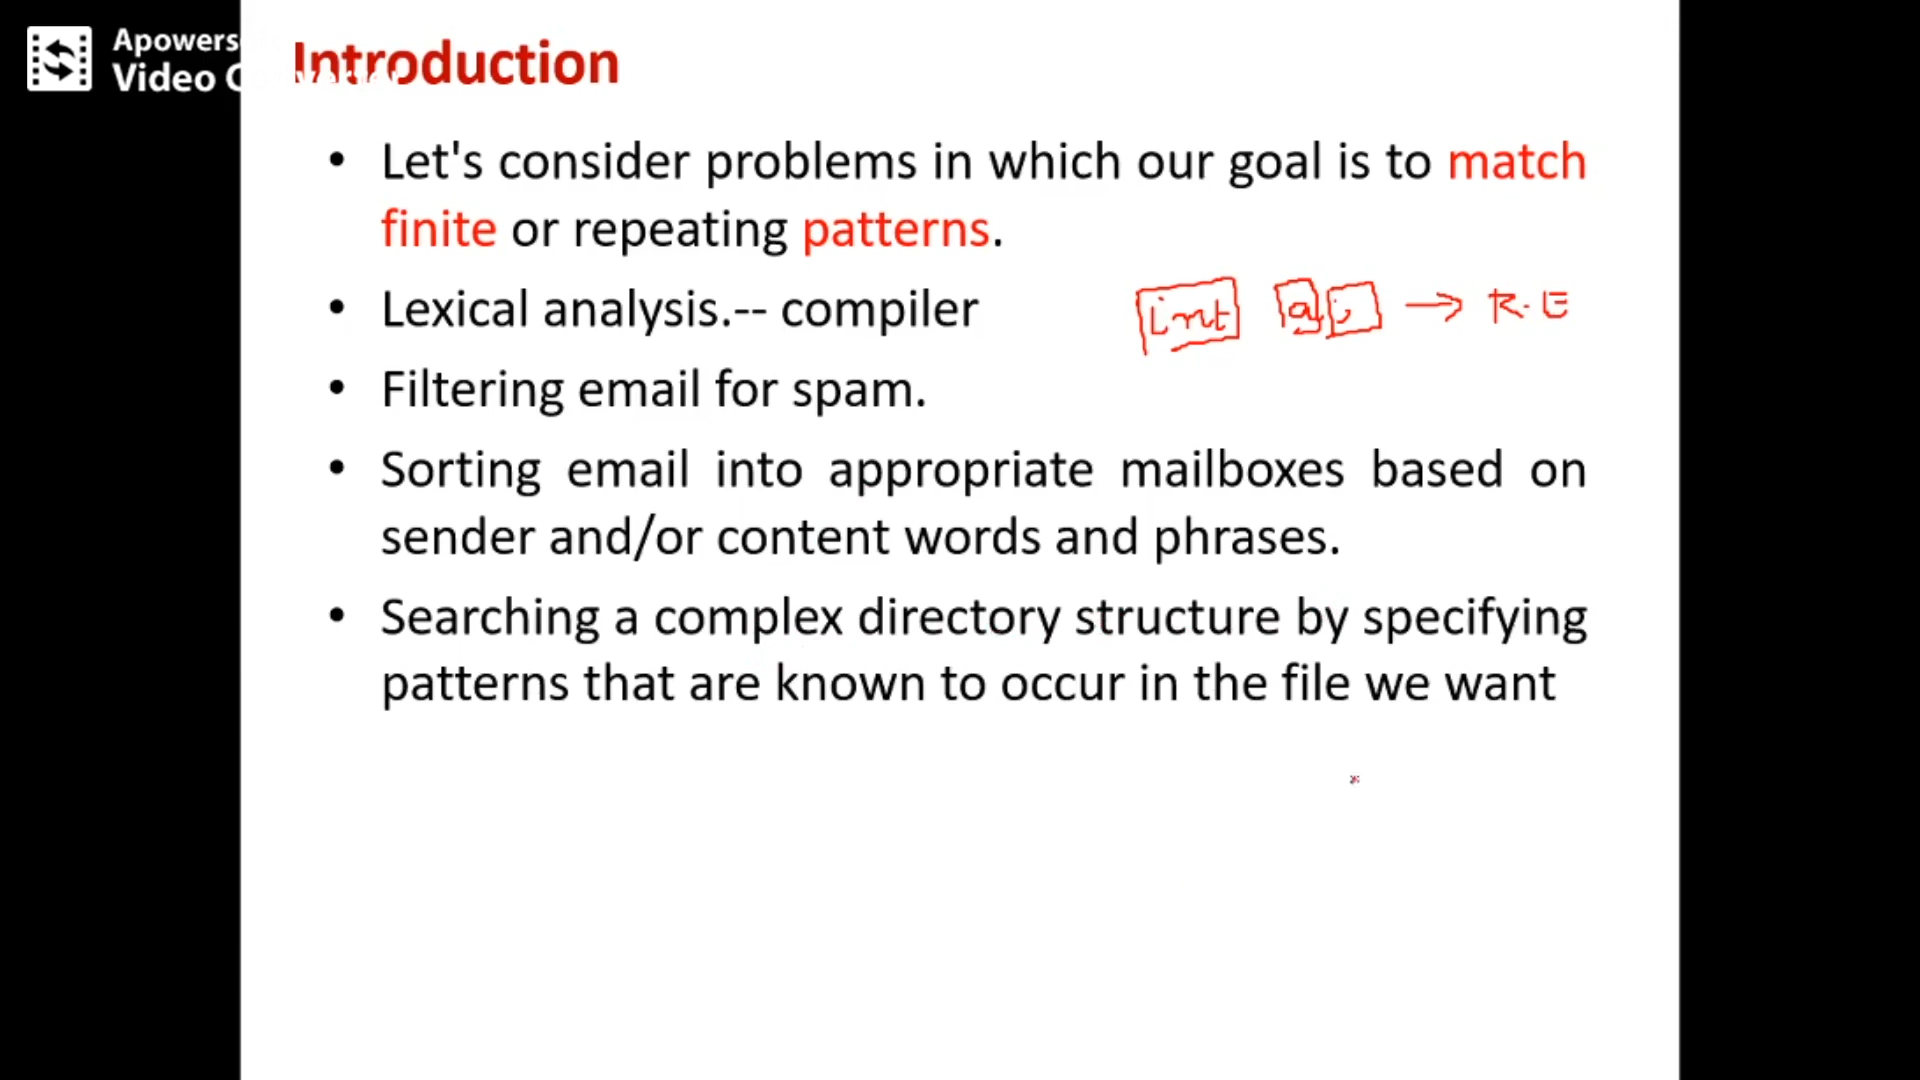 Apowers
Video C nverter
Introduction
• Let's consider problems in which our goal is to match
finite or repeating patterns.
• Lexical analysis.-- compiler
int a; → R.E
• Filtering email for spam.
• Sorting email into appropriate mailboxes based on
sender and/or content words and phrases.
• Searching a complex directory structure by specifying
patterns that are known to occur in the file we want